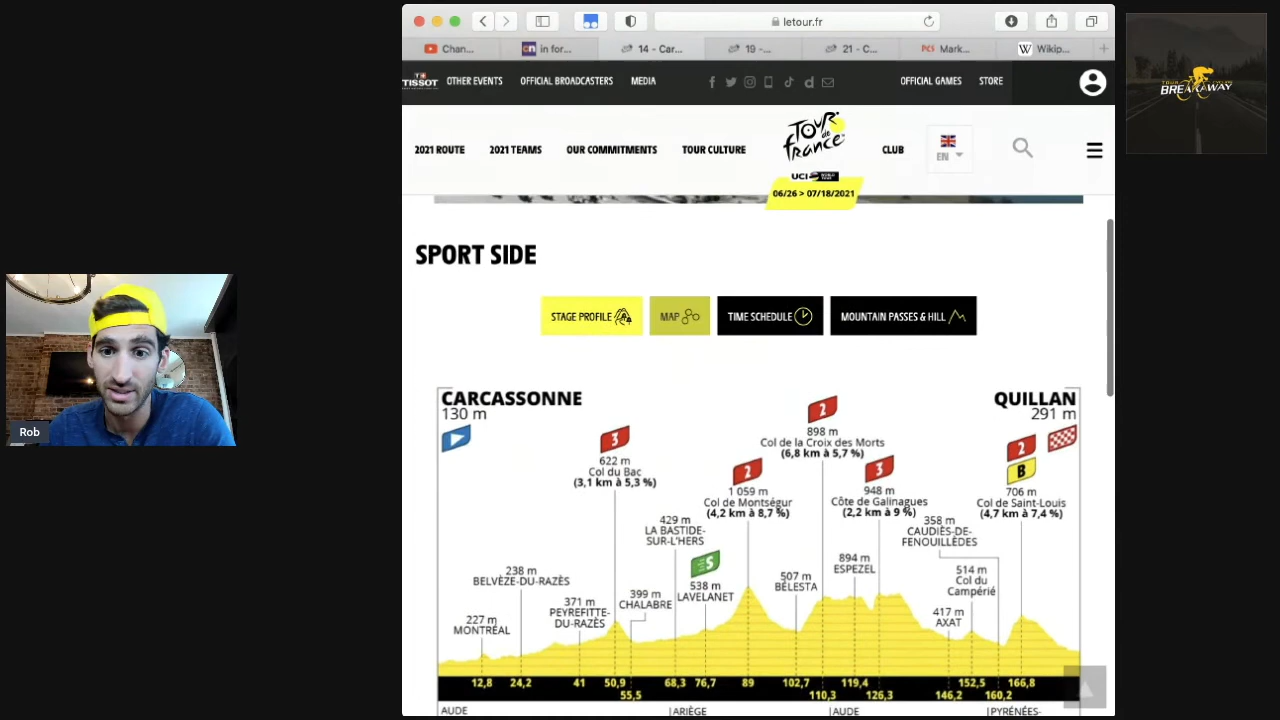 letour.fr
Chan...
cn in for...
14 - Car...
19 -...
21 - C...
PCS Mark...
W Wikip...
TISSOT
OTHER EVENTS
OFFICIAL BROADCASTERS
MEDIA
OFFICIAL GAMES
STORE
2021 ROUTE
2021 TEAMS
OUR COMMITMENTS
TOUR CULTURE
TOUR de france
CLUB
EN
UCI WORLD TOUR
06/26 > 07/18/2021
BREAKAWAY
SPORT SIDE
STAGE PROFILE
MAP
TIME SCHEDULE
MOUNTAIN PASSES & HILL
CARCASSONNE
130 m
QUILLAN
291 m
3
622 m
Col du Bac
(3,1 km à 5,3 %)
2
898 m
Col de la Croix des Morts
(6,8 km à 5,7 %)
2
1 059 m
Col de Montségur
(4,2 km à 8,7 %)
3
948 m
Côte de Galinagues
(2,2 km à 9 %)
2
B
706 m
Col de Saint-Louis
(4,7 km à 7,4 %)
429 m
LA BASTIDE-
SUR-L'HERS
358 m
CAUDIÈS-DE-
FENOUILLÈDES
S
538 m
LAVELANET
894 m
ESPEZEL
238 m
BELVÈZE-DU-RAZÈS
507 m
BÉLESTA
514 m
Col du
Campérié
399 m
CHALABRE
371 m
PEYREFITTE-
DU-RAZÈS
227 m
MONTRÉAL
417 m
AXAT
12,8
24,2
41
50,9
55,5
68,3
76,7
89
102,7
110,3
119,4
126,3
146,2
152,5
160,2
166,8
AUDE
ARIÈGE
AUDE
PYRÉNÉES-
Rob